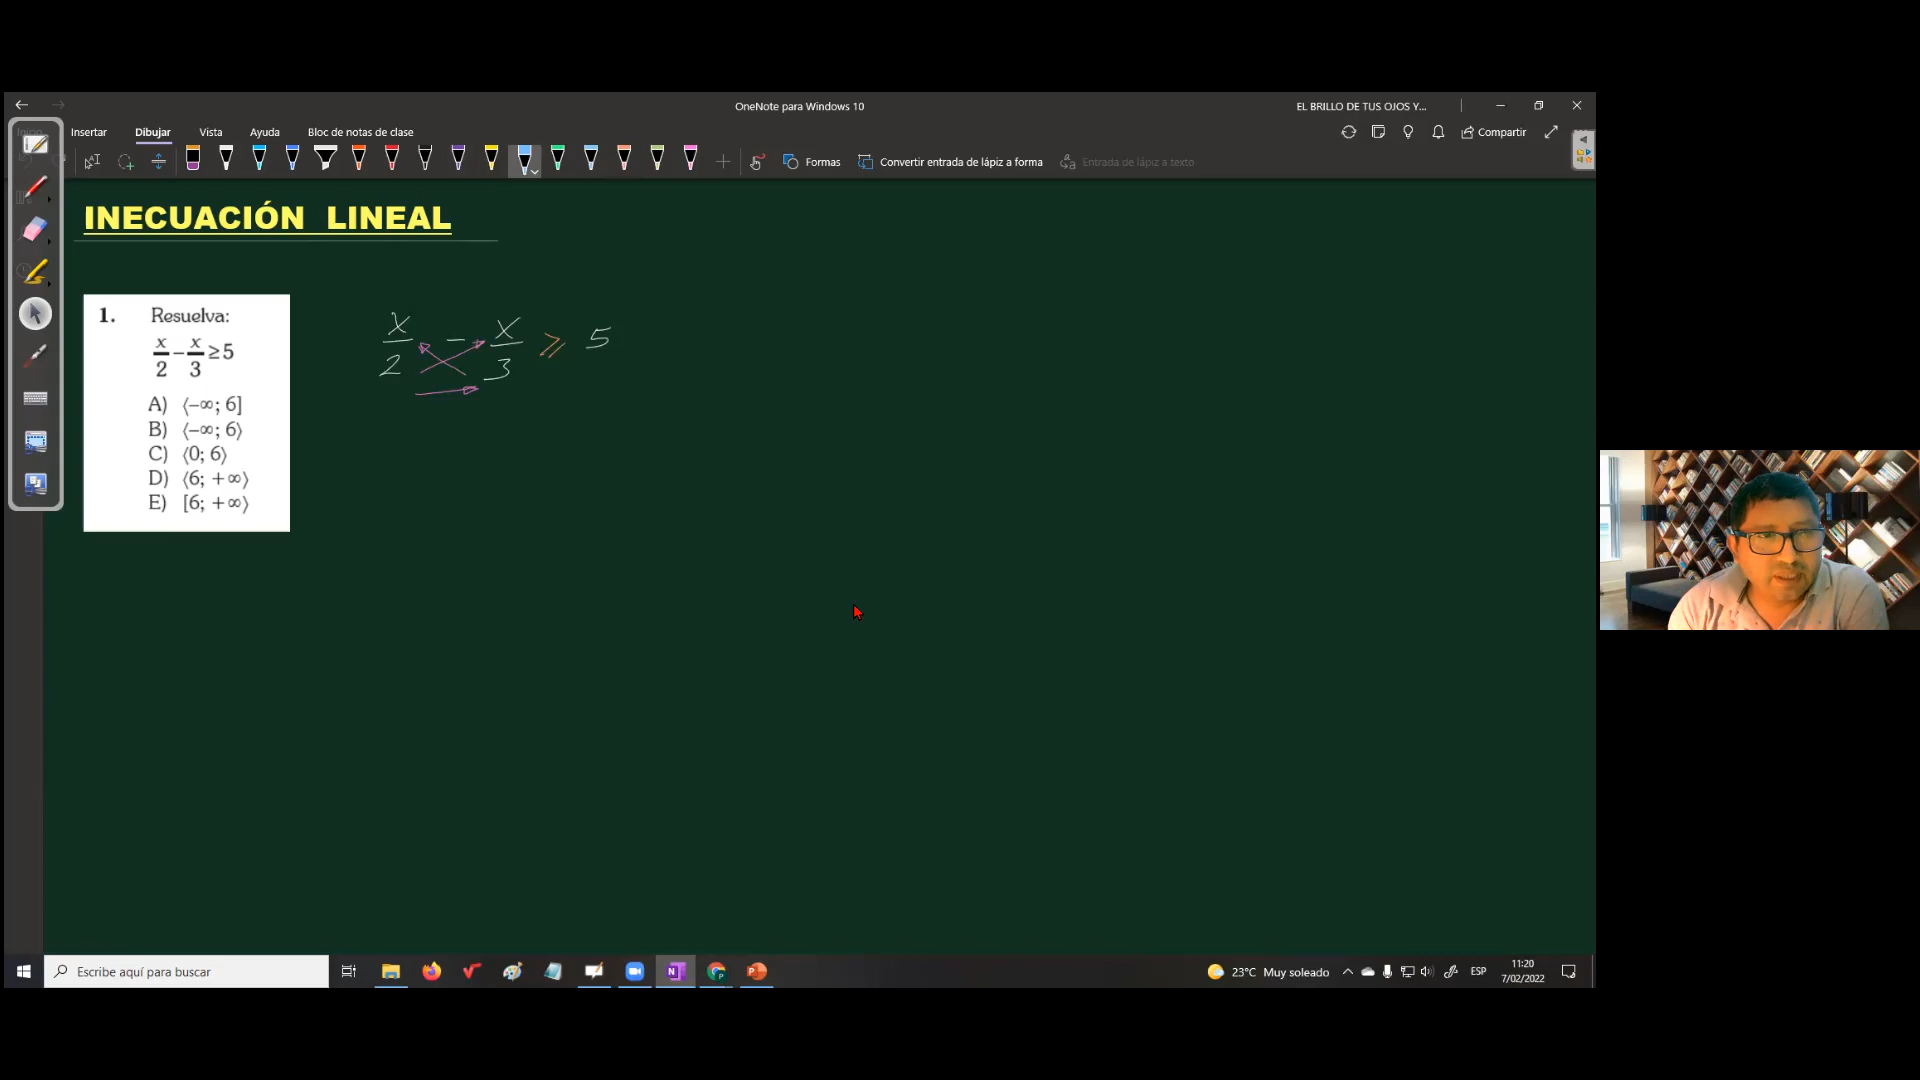 OneNote para Windows 10
EL BRILLO DE TUS OJOS Y...
Insertar Dibujar Vista Ayuda Bloc de notas de clase
Compartir
Formas Convertir entrada de lápiz a forma Entrada de lápiz a texto
INECUACIÓN LINEAL
1. Resuelva:
x/2 − x/3 ≥ 5
A) ⟨−∞; 6]
B) ⟨−∞; 6⟩
C) ⟨0; 6⟩
D) ⟨6; +∞⟩
E) [6; +∞⟩
x/2 − x/3 ≥ 5
Escribe aquí para buscar
23°C Muy soleado
ESP
11:20
7/02/2022